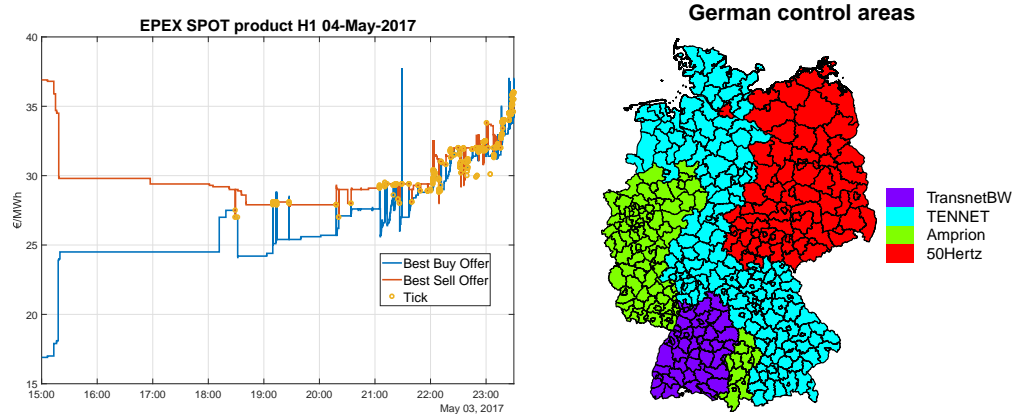 EPEX SPOT product H1 04-May-2017
40
35
30
25
20
15
€/MWh
15:00 16:00 17:00 18:00 19:00 20:00 21:00 22:00 23:00
May 03, 2017
Best Buy Offer
Best Sell Offer
Tick
German control areas
TransnetBW
TENNET
Amprion
50Hertz